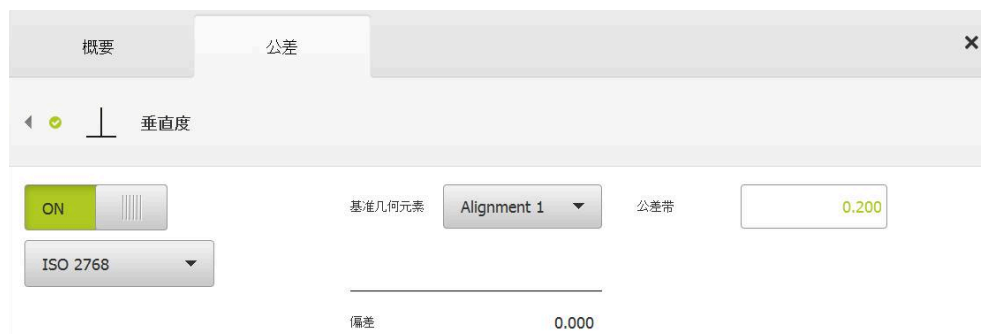 概要 公差
垂直度
ON 基准几何元素 Alignment 1 公差带 0.200
ISO 2768
偏差 0.000